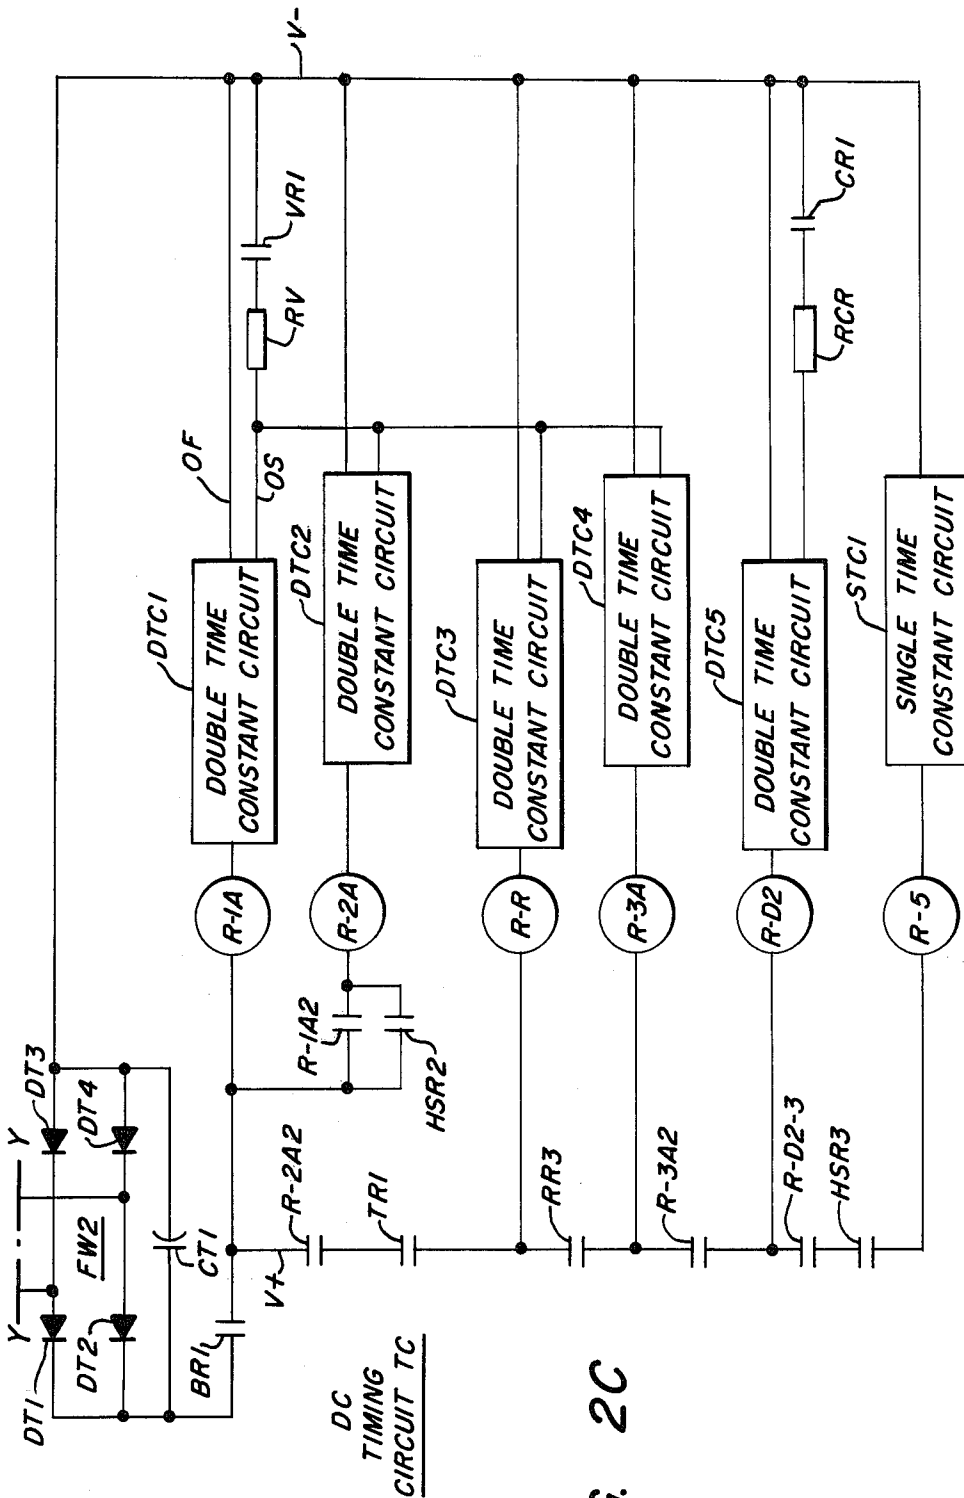 Y
Y
DT1
DT2
FW2
DT3
DT4
CT1
BR1
V+
V-
R-2A2
TR1
RR3
R-3A2
R-D2-3
HSR3
R-1A2
HSR2
R-1A
R-2A
R-R
R-3A
R-D2
R-5
DTC1
DOUBLE TIME
CONSTANT CIRCUIT
DTC2
DOUBLE TIME
CONSTANT CIRCUIT
DTC3
DOUBLE TIME
CONSTANT CIRCUIT
DTC4
DOUBLE TIME
CONSTANT CIRCUIT
DTC5
DOUBLE TIME
CONSTANT CIRCUIT
STC1
SINGLE TIME
CONSTANT CIRCUIT
OF
OS
RV
VR1
RCR
CR1
DC
TIMING
CIRCUIT TC
2C